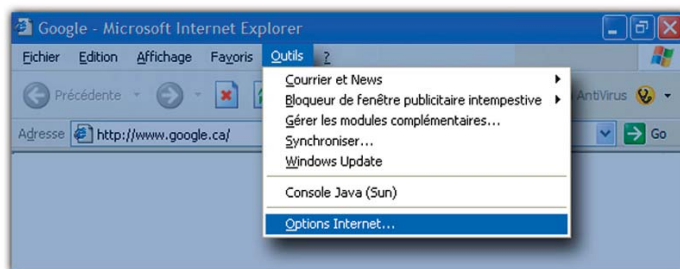 Google - Microsoft Internet Explorer
Fichier Edition Affichage Favoris Outils ?
Courrier et News
Précédente
Bloqueur de fenêtre publicitaire intempestive
AntiVirus
Gérer les modules complémentaires...
Adresse http://www.google.ca/
Synchroniser...
Go
Windows Update
Console Java (Sun)
Options Internet...